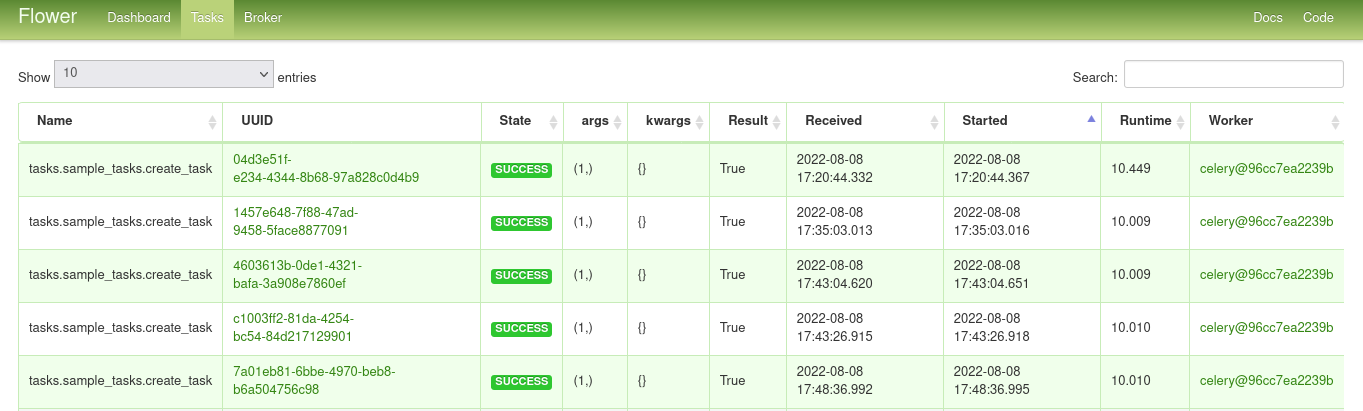 Flower Dashboard Tasks Broker Docs Code
Show 10 entries Search:
Name UUID State args kwargs Result Received Started Runtime Worker
04d3e51f- 2022-08-08 2022-08-08
tasks.sample_tasks.create_task SUCCESS (1,) {} True 10.449 celery@96cc7ea2239b
e234-4344-8b68-97a828c0d4b9 17:20:44.332 17:20:44.367
1457e648-7f88-47ad- 2022-08-08 2022-08-08
tasks.sample_tasks.create_task SUCCESS (1,) {} True 10.009 celery@96cc7ea2239b
9458-5face8877091 17:35:03.013 17:35:03.016
4603613b-0de1-4321- 2022-08-08 2022-08-08
tasks.sample_tasks.create_task SUCCESS (1,) {} True 10.009 celery@96cc7ea2239b
bafa-3a908e7860ef 17:43:04.620 17:43:04.651
c1003ff2-81da-4254- 2022-08-08 2022-08-08
tasks.sample_tasks.create_task SUCCESS (1,) {} True 10.010 celery@96cc7ea2239b
bc54-84d217129901 17:43:26.915 17:43:26.918
7a01eb81-6bbe-4970-beb8- 2022-08-08 2022-08-08
tasks.sample_tasks.create_task SUCCESS (1,) {} True 10.010 celery@96cc7ea2239b
b6a504756c98 17:48:36.992 17:48:36.995